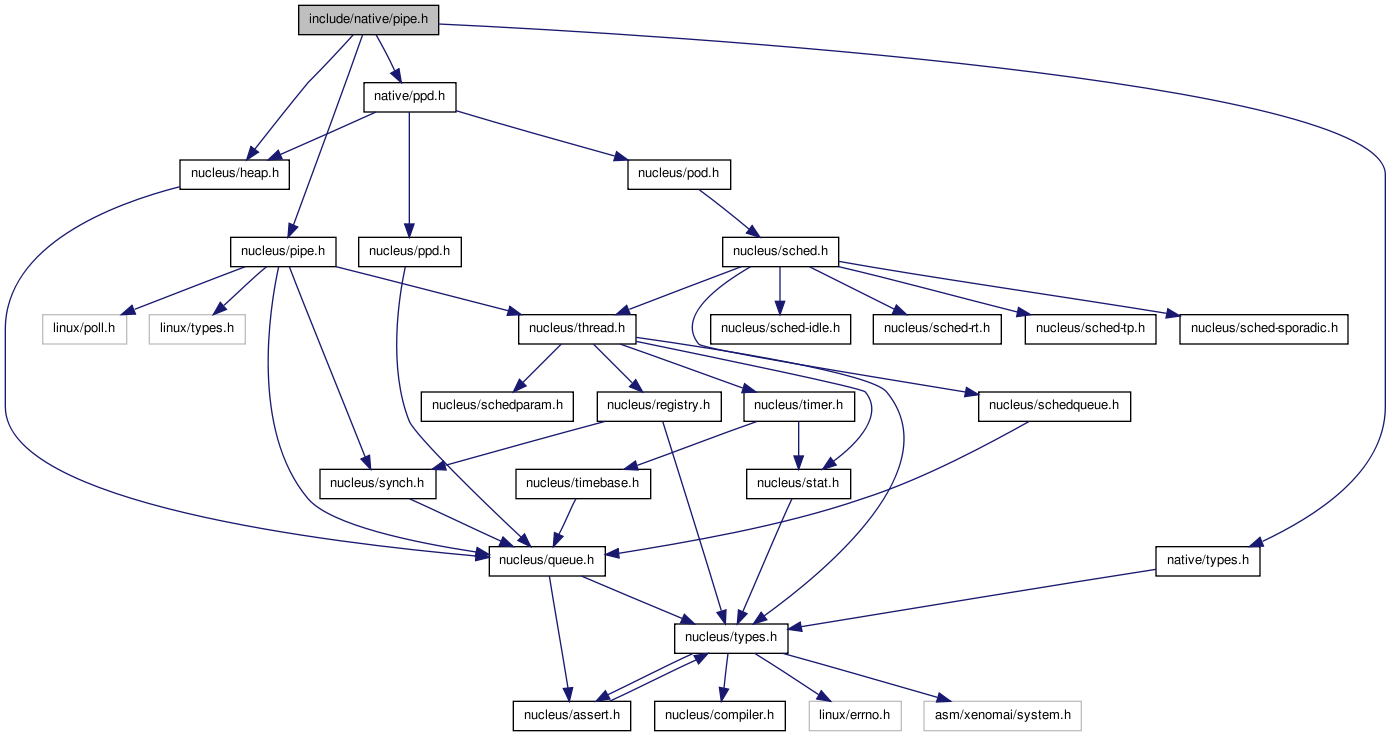 include/native/pipe.h
native/ppd.h
nucleus/heap.h
nucleus/pod.h
nucleus/pipe.h
nucleus/ppd.h
nucleus/sched.h
linux/poll.h
linux/types.h
nucleus/thread.h
nucleus/sched-idle.h
nucleus/sched-rt.h
nucleus/sched-tp.h
nucleus/sched-sporadic.h
nucleus/schedparam.h
nucleus/registry.h
nucleus/timer.h
nucleus/schedqueue.h
nucleus/synch.h
nucleus/timebase.h
nucleus/stat.h
nucleus/queue.h
native/types.h
nucleus/types.h
nucleus/assert.h
nucleus/compiler.h
linux/errno.h
asm/xenomai/system.h